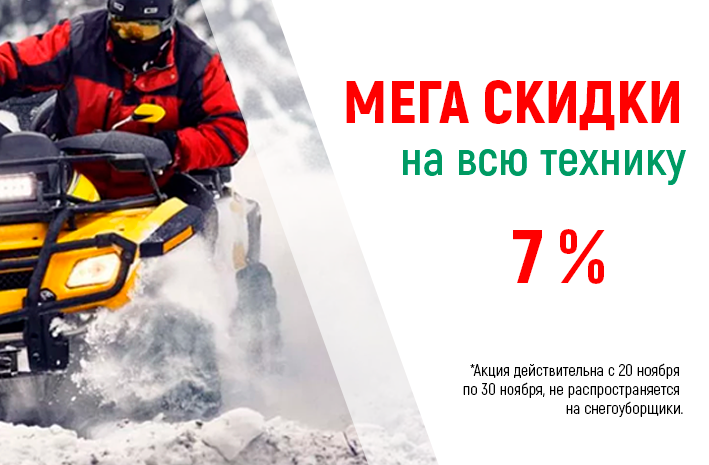 МЕГА СКИДКИ
на всю технику
7 %
*Акция действительна с 20 ноября
по 30 ноября, не распространяется
на снегоуборщики.